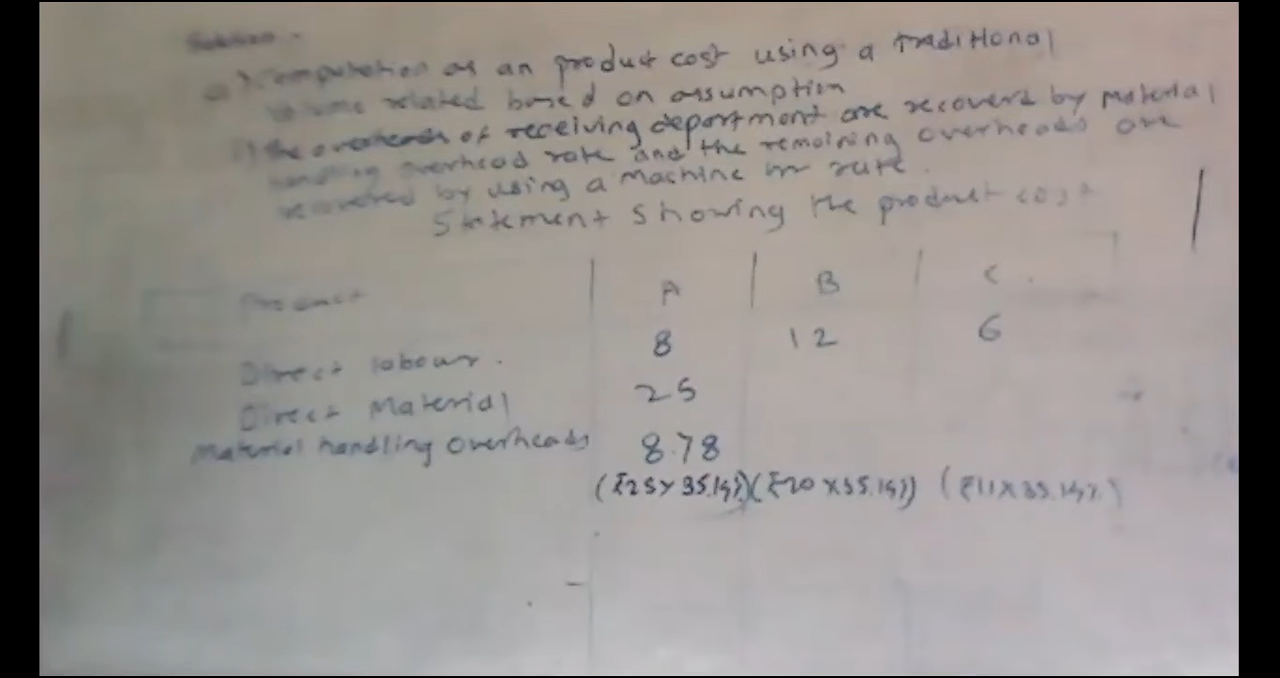 Solution.
a) Computation of an product cost using a traditional
volume related based on assumption
the overheads of receiving department are recoverd by material
handling overhead rate and the remaining overheads are
recovered by using a machine hr rate.
Statement showing the product cost
Product A B C
Direct labour. 8 12 6
Direct Material 25
Material handling overheads 8.78
(₹25 x 35.14%) (₹20 x 35.14%) (₹11 x 35.14%)